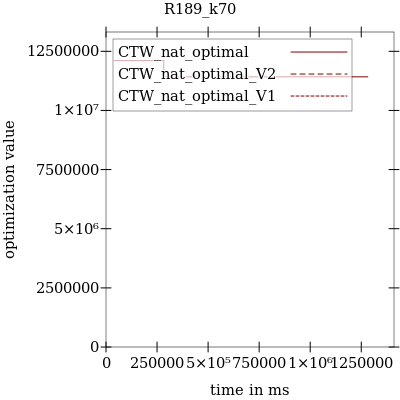 R189_k70
12500000
CTW_nat_optimal
CTW_nat_optimal_V2
CTW_nat_optimal_V1
1×10⁷
7500000
5×10⁶
2500000
0
optimization value
0 250000 5×10⁵ 750000 1×10⁶ 1250000
time in ms